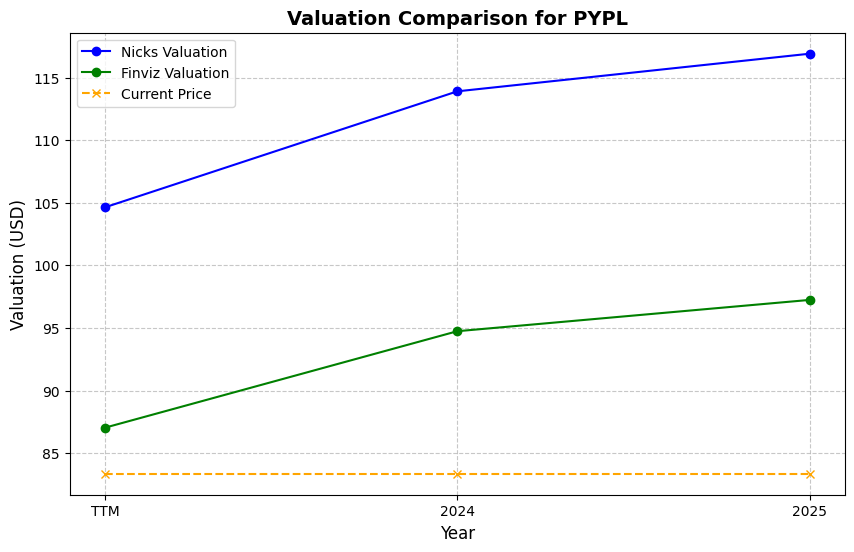 Valuation Comparison for PYPL
Nicks Valuation
Finviz Valuation
Current Price
Valuation (USD)
115
110
105
100
95
90
85
TTM
2024
2025
Year